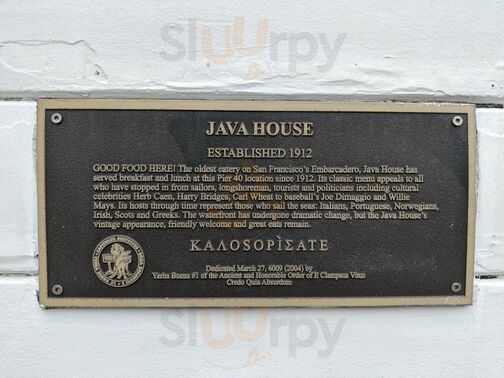 SlUrpy
JAVA HOUSE
ESTABLISHED 1912
GOOD FOOD HERE! The oldest eatery on San Francisco's Embarcadero, Java House has
served breakfast and lunch at this Pier 40 location since 1912. Its classic menu appeals to all
who have stopped in from sailors, longshoreman, tourists and politicians including cultural
celebrities Herb Caen, Harry Bridges, Carl Wheat to baseball's Joe Dimaggio and Willie
Mays. Its hosts through time represent those who sail the seas: Italians, Portuguese, Norwegians,
Irish, Scots and Greeks. The waterfront has undergone dramatic change, but the Java House's
vintage appearance, friendly welcome and great eats remain.
ΚΑΛOSOPÌSATE
Dedicated March 27, 6009 (2004) by
Yerba Buena #1 of the Ancient and Honorable Order of E Clampus Vitus
Credo Quia Absurdum
SlUrpy